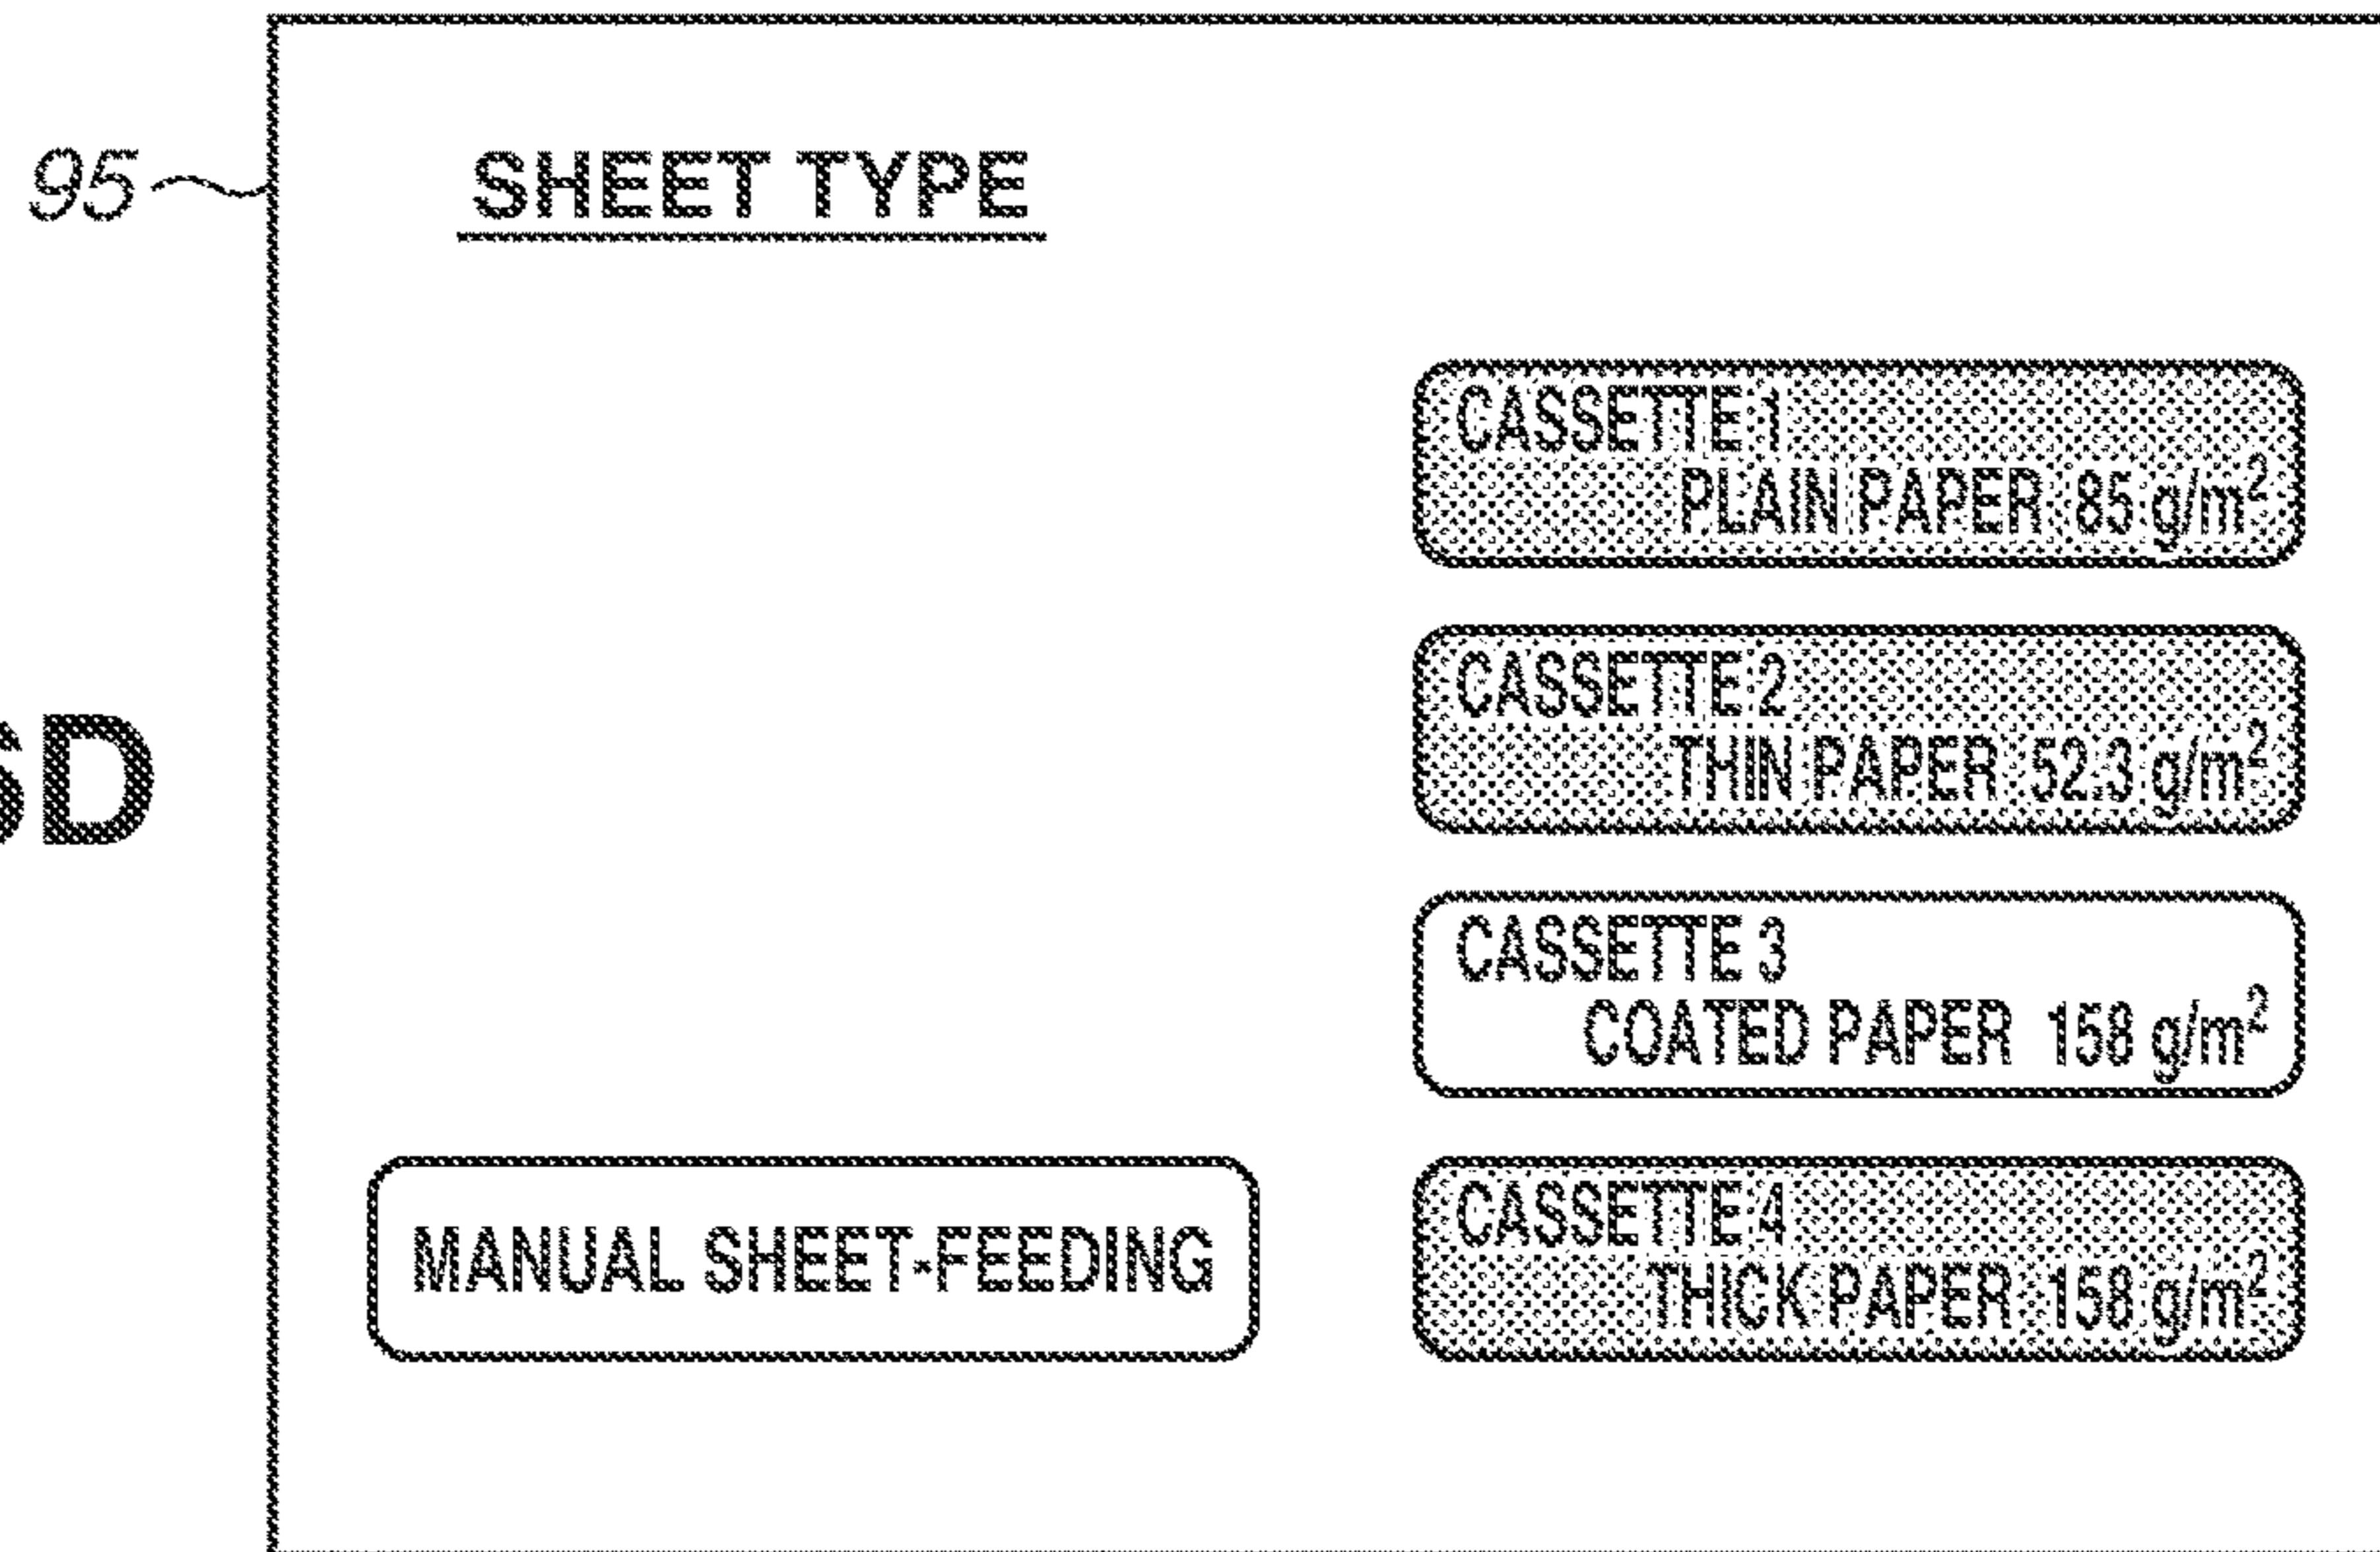 95
SHEET TYPE
CASSETTE 1
PLAIN PAPER 85 g/m²
CASSETTE 2
THIN PAPER 52.3 g/m²
CASSETTE 3
COATED PAPER 158 g/m²
MANUAL SHEET-FEEDING
CASSETTE 4
THICK PAPER 158 g/m²